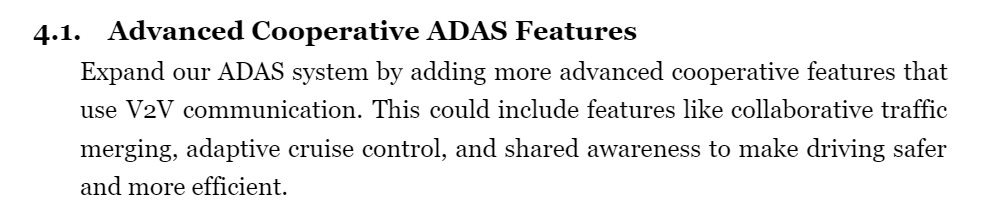 4.1. Advanced Cooperative ADAS Features
Expand our ADAS system by adding more advanced cooperative features that
use V2V communication. This could include features like collaborative traffic
merging, adaptive cruise control, and shared awareness to make driving safer
and more efficient.